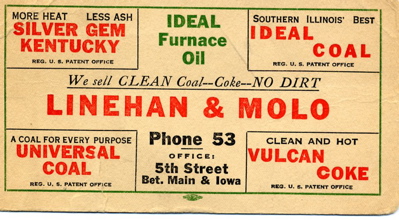 MORE HEAT LESS ASH
SILVER GEM
KENTUCKY
REG. U. S. PATENT OFFICE
IDEAL
Furnace
Oil
SOUTHERN ILLINOIS' BEST
IDEAL
COAL
REG. U. S. PATENT OFFICE
We sell CLEAN Coal--Coke--NO DIRT
LINEHAN & MOLO
A COAL FOR EVERY PURPOSE
UNIVERSAL
COAL
REG. U. S. PATENT OFFICE
Phone 53
OFFICE:
5th Street
Bet. Main & Iowa
CLEAN AND HOT
VULCAN
COKE
REG. U. S. PATENT OFFICE